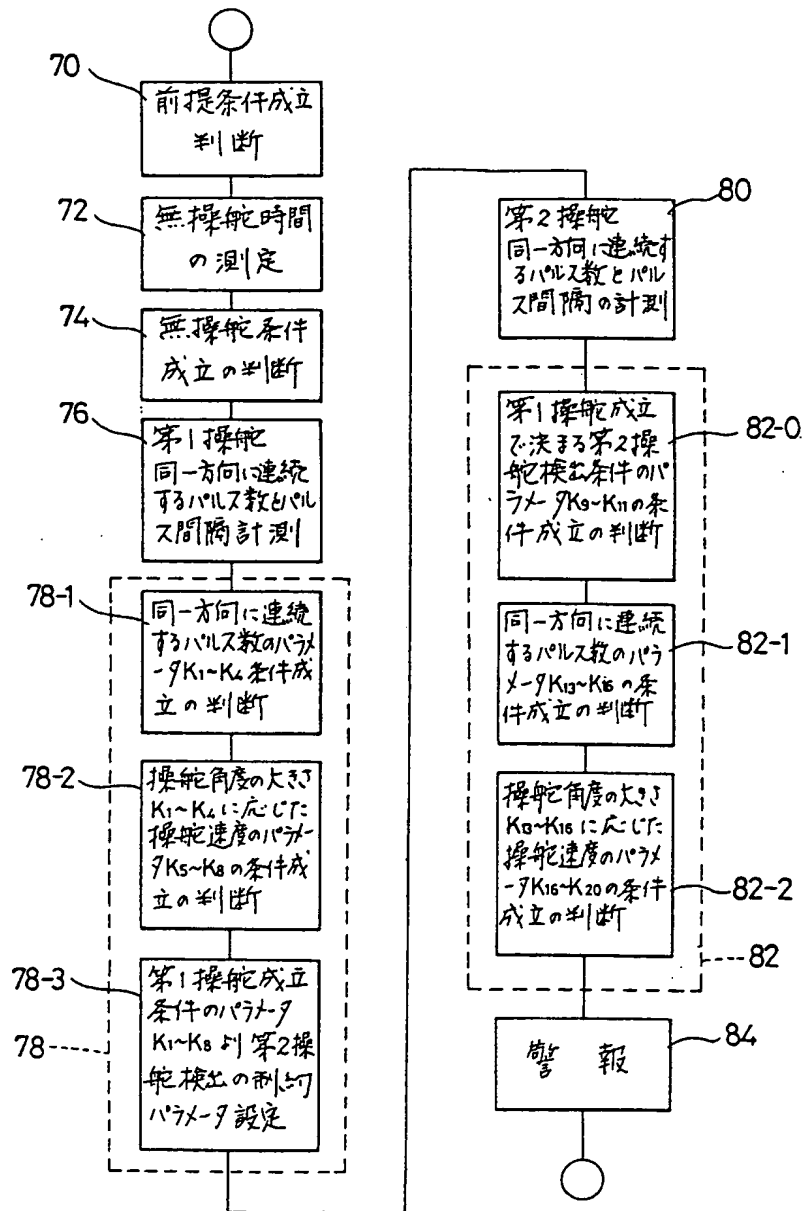 70
前提条件成立
判断
72
無操舵時間
の測定
74
無操舵条件
成立の判断
76
第1操舵
同一方向に連続
するパルス数とパル
ス間隔計測
78-1
同一方向に連続
するパルス数のパラメ
ータK1~K4条件成
立の判断
78-2
操舵角度の大きさ
K1~K4に応じた
操舵速度のパラメー
タK5~K8の条件成
立の判断
78-3
第1操舵成立
条件のパラメータ
K1~K8より第2操
舵検出の制約
パラメータ設定
78
80
第2操舵
同一方向に連続す
るパルス数とパル
ス間隔の計測
82-0
第1操舵成立
で決まる第2操
舵検出条件のパ
ラメータK9~K11の条
件成立の判断
82-1
同一方向に連続
するパルス数のパラ
メータK13~K16の条
件成立の判断
82-2
操舵角度の大きさ
K13~K16に応じた
操舵速度のパラメ
ータK16~K20の条件
成立の判断
82
84
警報